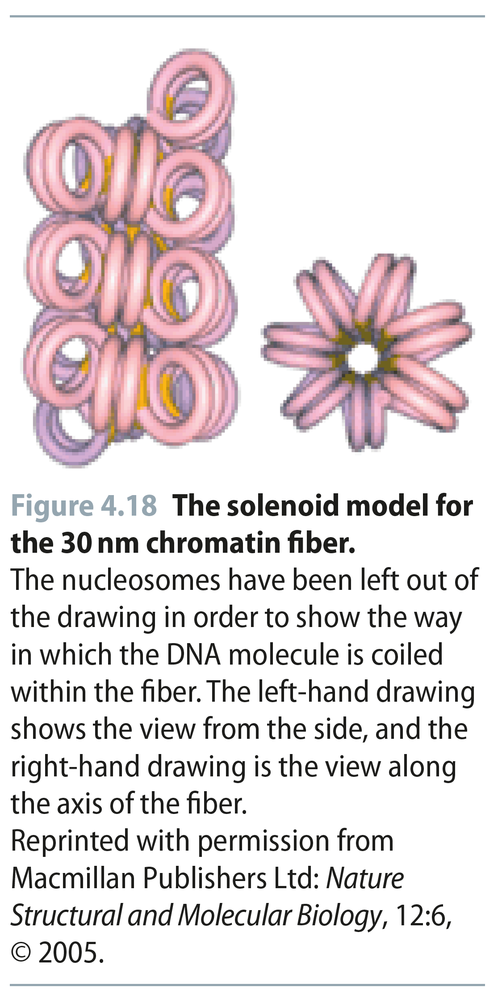 Figure 4.18 The solenoid model for
the 30 nm chromatin fiber.
The nucleosomes have been left out of
the drawing in order to show the way
in which the DNA molecule is coiled
within the fiber. The left-hand drawing
shows the view from the side, and the
right-hand drawing is the view along
the axis of the fiber.
Reprinted with permission from
Macmillan Publishers Ltd: Nature
Structural and Molecular Biology, 12:6,
© 2005.